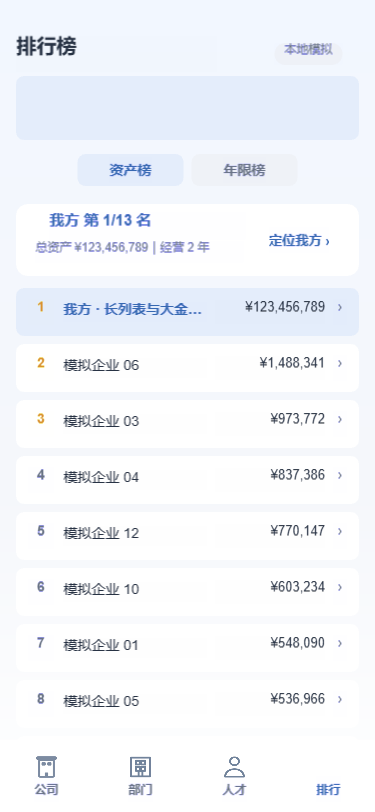 排行榜
本地模拟
资产榜 年限榜
我方 第 1/13 名
总资产 ¥123,456,789 | 经营 2 年
定位我方 ›
1 我方 · 长列表与大金... ¥123,456,789 ›
2 模拟企业 06 ¥1,488,341 ›
3 模拟企业 03 ¥973,772 ›
4 模拟企业 04 ¥837,386 ›
5 模拟企业 12 ¥770,147 ›
6 模拟企业 10 ¥603,234 ›
7 模拟企业 01 ¥548,090 ›
8 模拟企业 05 ¥536,966 ›
公司 部门 人才 排行